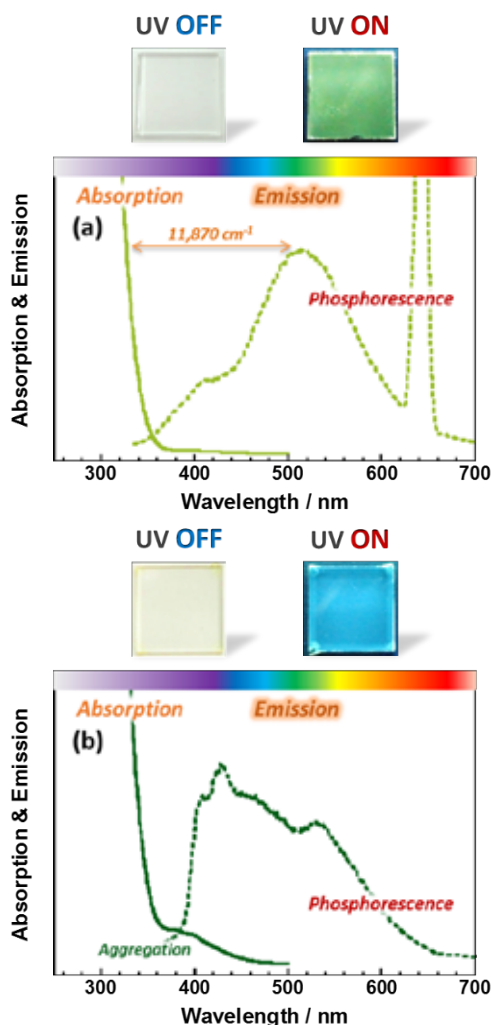 UV OFF UV ON
Absorption Emission
(a)
11,870 cm⁻¹
Phosphorescence
Absorption & Emission
300 400 500 600 700
Wavelength / nm
UV OFF UV ON
Absorption Emission
(b)
Phosphorescence
Aggregation
Absorption & Emission
300 400 500 600 700
Wavelength / nm